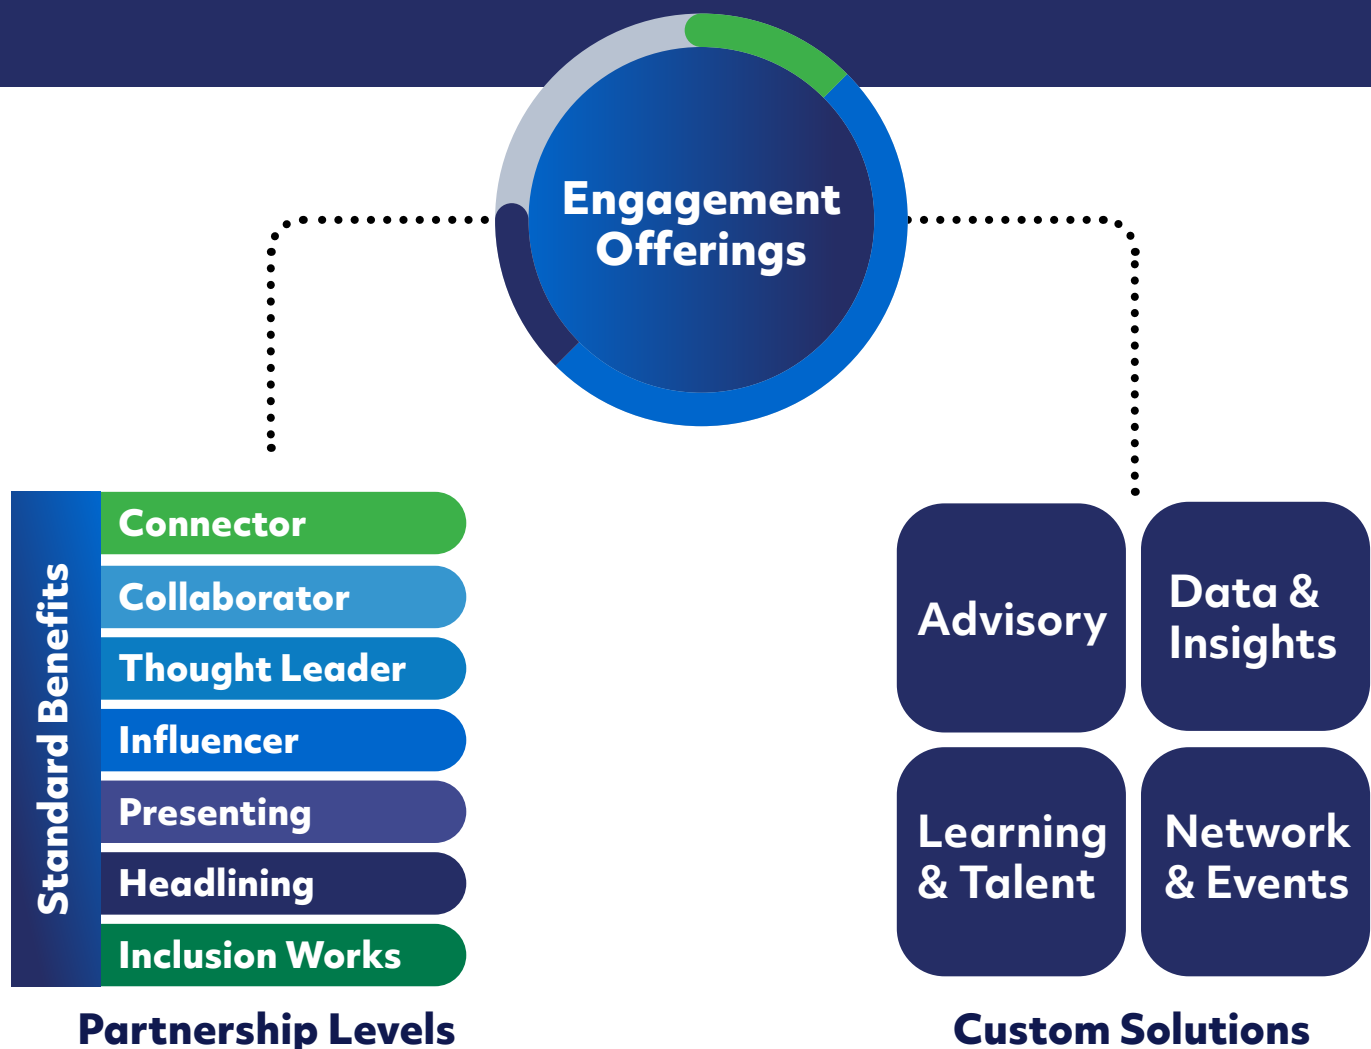 Engagement
Offerings
Standard Benefits
Connector
Collaborator
Thought Leader
Influencer
Presenting
Headlining
Inclusion Works
Partnership Levels
Advisory
Data &
Insights
Learning
& Talent
Network
& Events
Custom Solutions